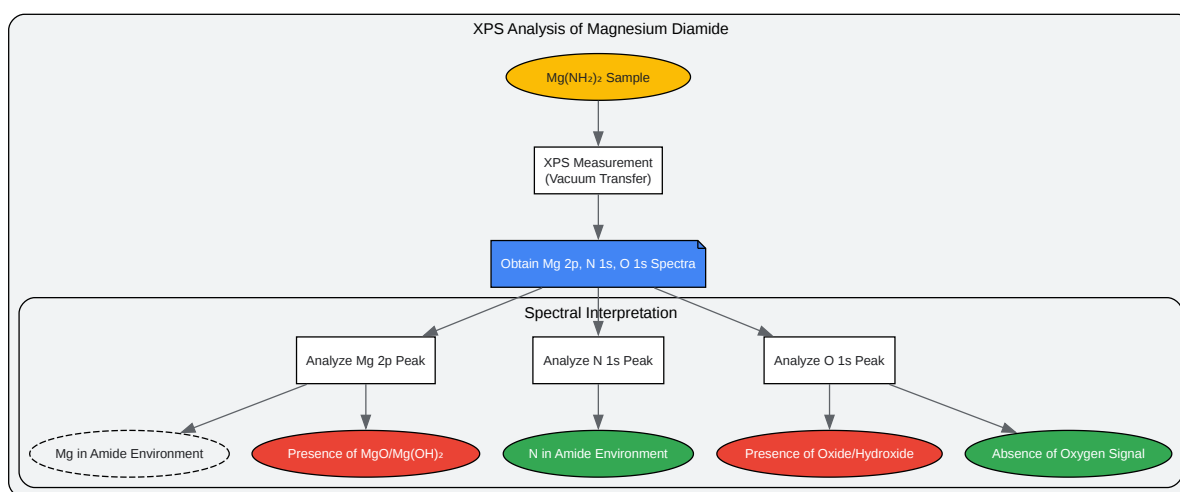 XPS Analysis of Magnesium Diamide
Mg(NH₂)₂ Sample
XPS Measurement
(Vacuum Transfer)
Obtain Mg 2p, N 1s, O 1s Spectra
Spectral Interpretation
Analyze Mg 2p Peak
Analyze N 1s Peak
Analyze O 1s Peak
Mg in Amide Environment
Presence of MgO/Mg(OH)₂
N in Amide Environment
Presence of Oxide/Hydroxide
Absence of Oxygen Signal